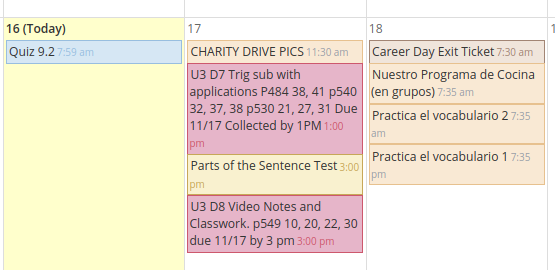 16 (Today)
Quiz 9.2 7:59 am
17
CHARITY DRIVE PICS 11:30 am
U3 D7 Trig sub with
applications P484 38, 41 p540
32, 37, 38 p530 21, 27, 31 Due
11/17 Collected by 1PM 1:00
pm
Parts of the Sentence Test 3:00
pm
U3 D8 Video Notes and
Classwork. p549 10, 20, 22, 30
due 11/17 by 3 pm 3:00 pm
18
Career Day Exit Ticket 7:30 am
Nuestro Programa de Cocina
(en grupos) 7:35 am
Practica el vocabulario 2 7:35
am
Practica el vocabulario 1 7:35
pm